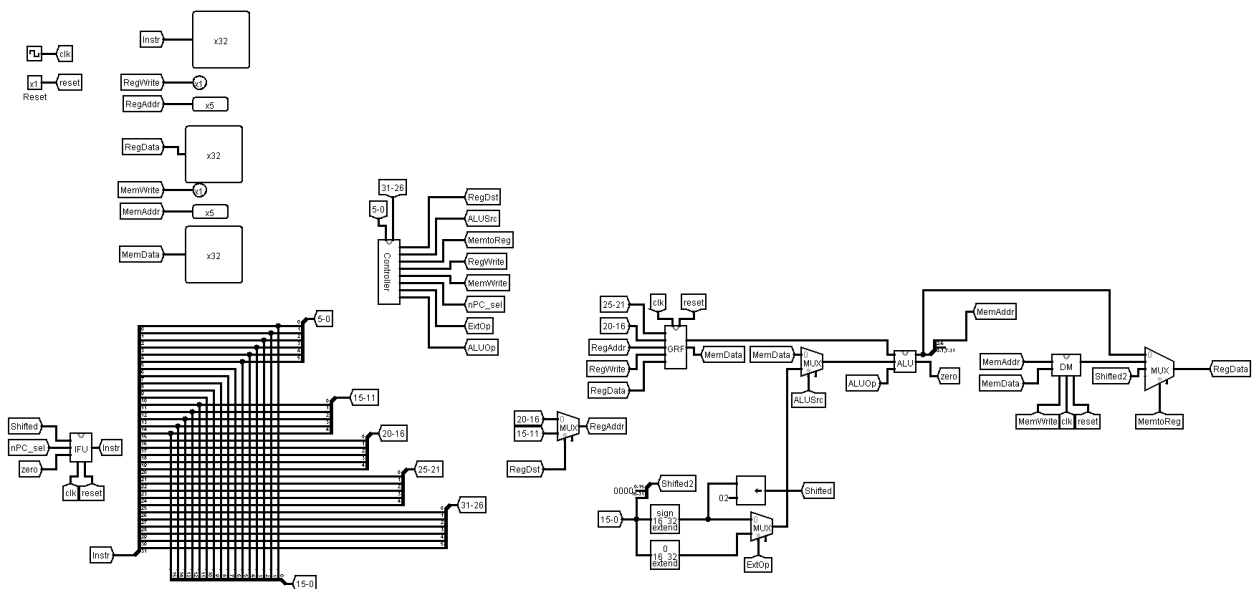 Instr
x32
clk
x1
reset
Reset
RegWrite
x1
RegAddr
x5
RegData
x32
MemWrite
x1
MemAddr
x5
MemData
x32
31-26
5-0
Controller
RegDst
ALUSrc
MemtoReg
RegWrite
MemWrite
nPC_sel
ExtOp
ALUOp
5-0
15-11
20-16
25-21
31-26
15-0
Instr
Shifted
nPC_sel
zero
IFU
Instr
clk
reset
20-16
15-11
MUX
RegAddr
RegDst
clk
reset
25-21
20-16
RegAddr
RegWrite
RegData
GRF
MemData
MemData
MUX
ALUSrc
ALUOp
ALU
zero
MemAddr
MemAddr
MemData
DM
MemWrite
clk
reset
Shifted2
MUX
MemtoReg
RegData
0000
Shifted2
02
Shifted
15-0
sign
16 32
extend
0
16 32
extend
MUX
ExtOp